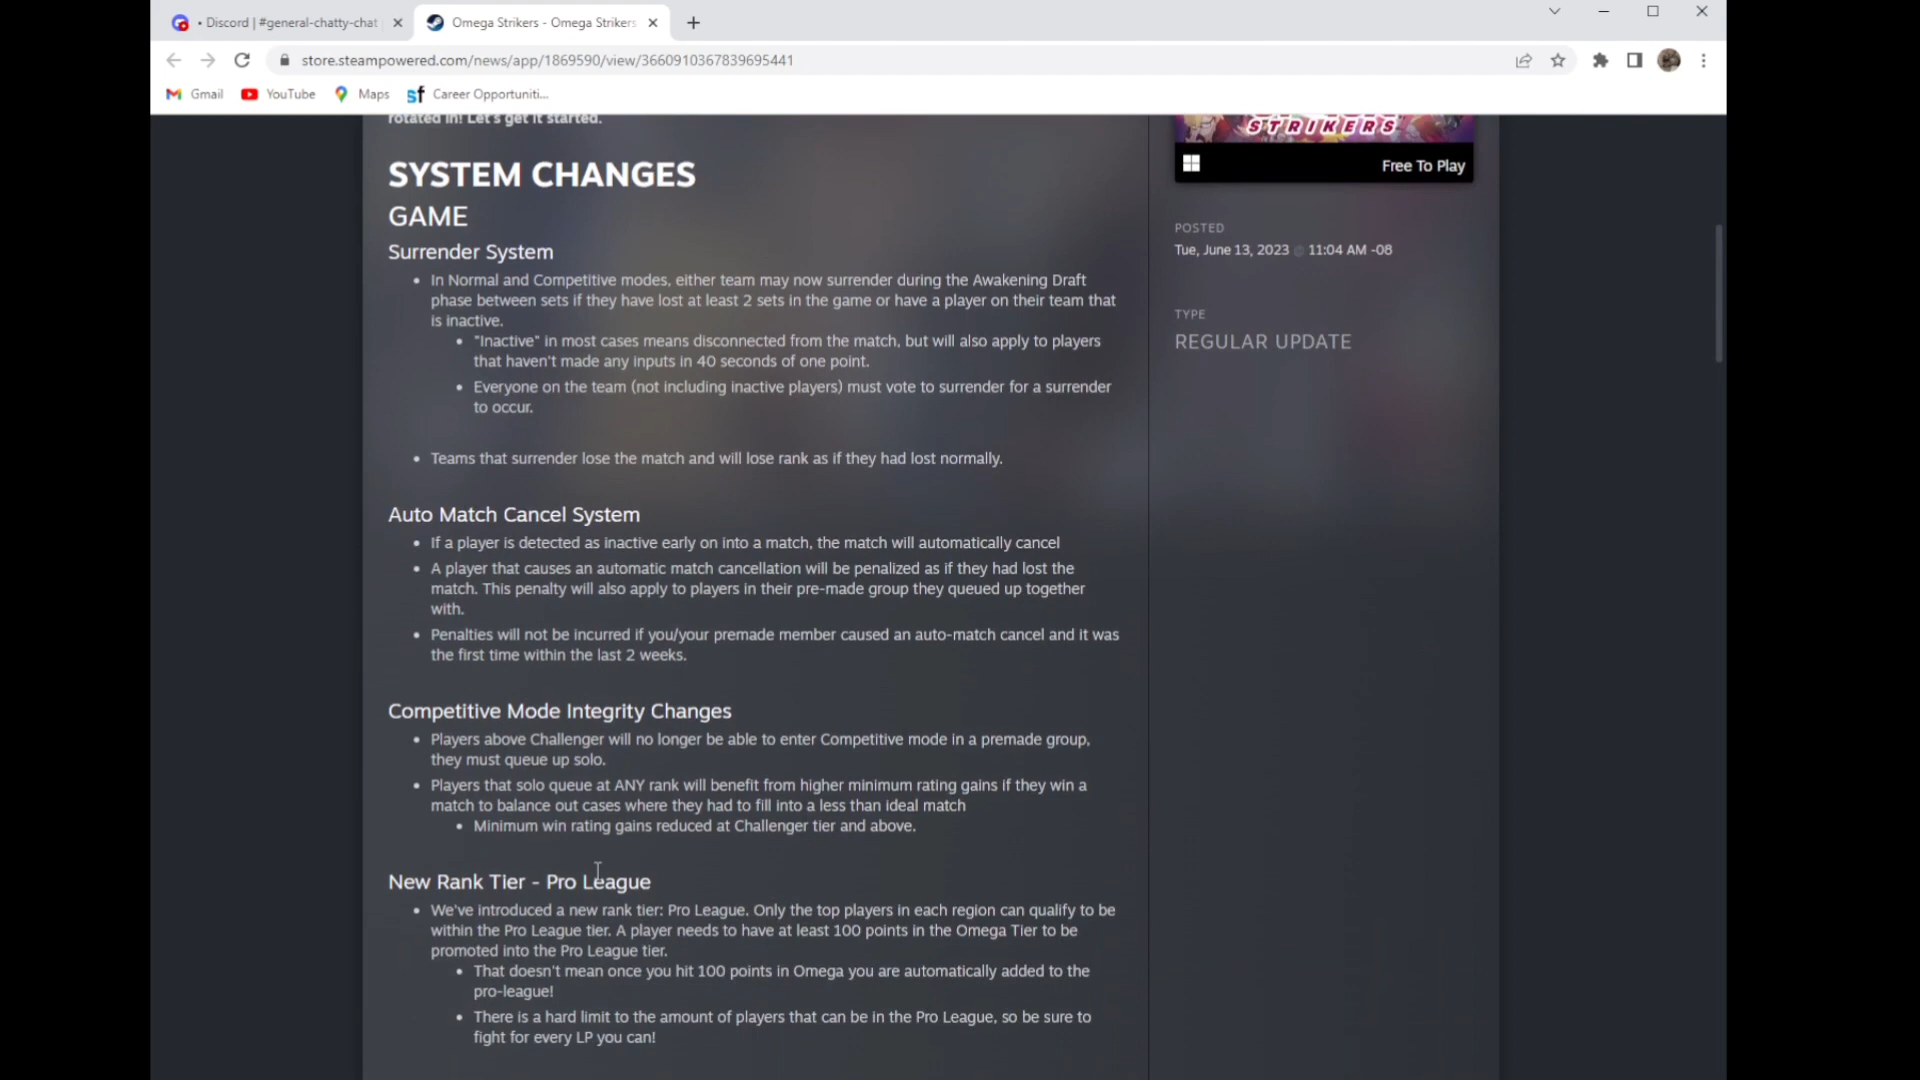 • Discord | #general-chatty-chat
Omega Strikers - Omega Strikers
store.steampowered.com/news/app/1869590/view/3660910367839695441
Gmail
YouTube
Maps
sf Career Opportuniti...
rotated in! Let's get it started.
SYSTEM CHANGES
GAME
Surrender System
• In Normal and Competitive modes, either team may now surrender during the Awakening Draft
phase between sets if they have lost at least 2 sets in the game or have a player on their team that
is inactive.
• "Inactive" in most cases means disconnected from the match, but will also apply to players
that haven't made any inputs in 40 seconds of one point.
• Everyone on the team (not including inactive players) must vote to surrender for a surrender
to occur.
• Teams that surrender lose the match and will lose rank as if they had lost normally.
Auto Match Cancel System
• If a player is detected as inactive early on into a match, the match will automatically cancel
• A player that causes an automatic match cancellation will be penalized as if they had lost the
match. This penalty will also apply to players in their pre-made group they queued up together
with.
• Penalties will not be incurred if you/your premade member caused an auto-match cancel and it was
the first time within the last 2 weeks.
Competitive Mode Integrity Changes
• Players above Challenger will no longer be able to enter Competitive mode in a premade group,
they must queue up solo.
• Players that solo queue at ANY rank will benefit from higher minimum rating gains if they win a
match to balance out cases where they had to fill into a less than ideal match
• Minimum win rating gains reduced at Challenger tier and above.
New Rank Tier - Pro League
• We've introduced a new rank tier: Pro League. Only the top players in each region can qualify to be
within the Pro League tier. A player needs to have at least 100 points in the Omega Tier to be
promoted into the Pro League tier.
• That doesn't mean once you hit 100 points in Omega you are automatically added to the
pro-league!
• There is a hard limit to the amount of players that can be in the Pro League, so be sure to
fight for every LP you can!
STRIKERS
Free To Play
POSTED
Tue, June 13, 2023 @ 11:04 AM -08
TYPE
REGULAR UPDATE